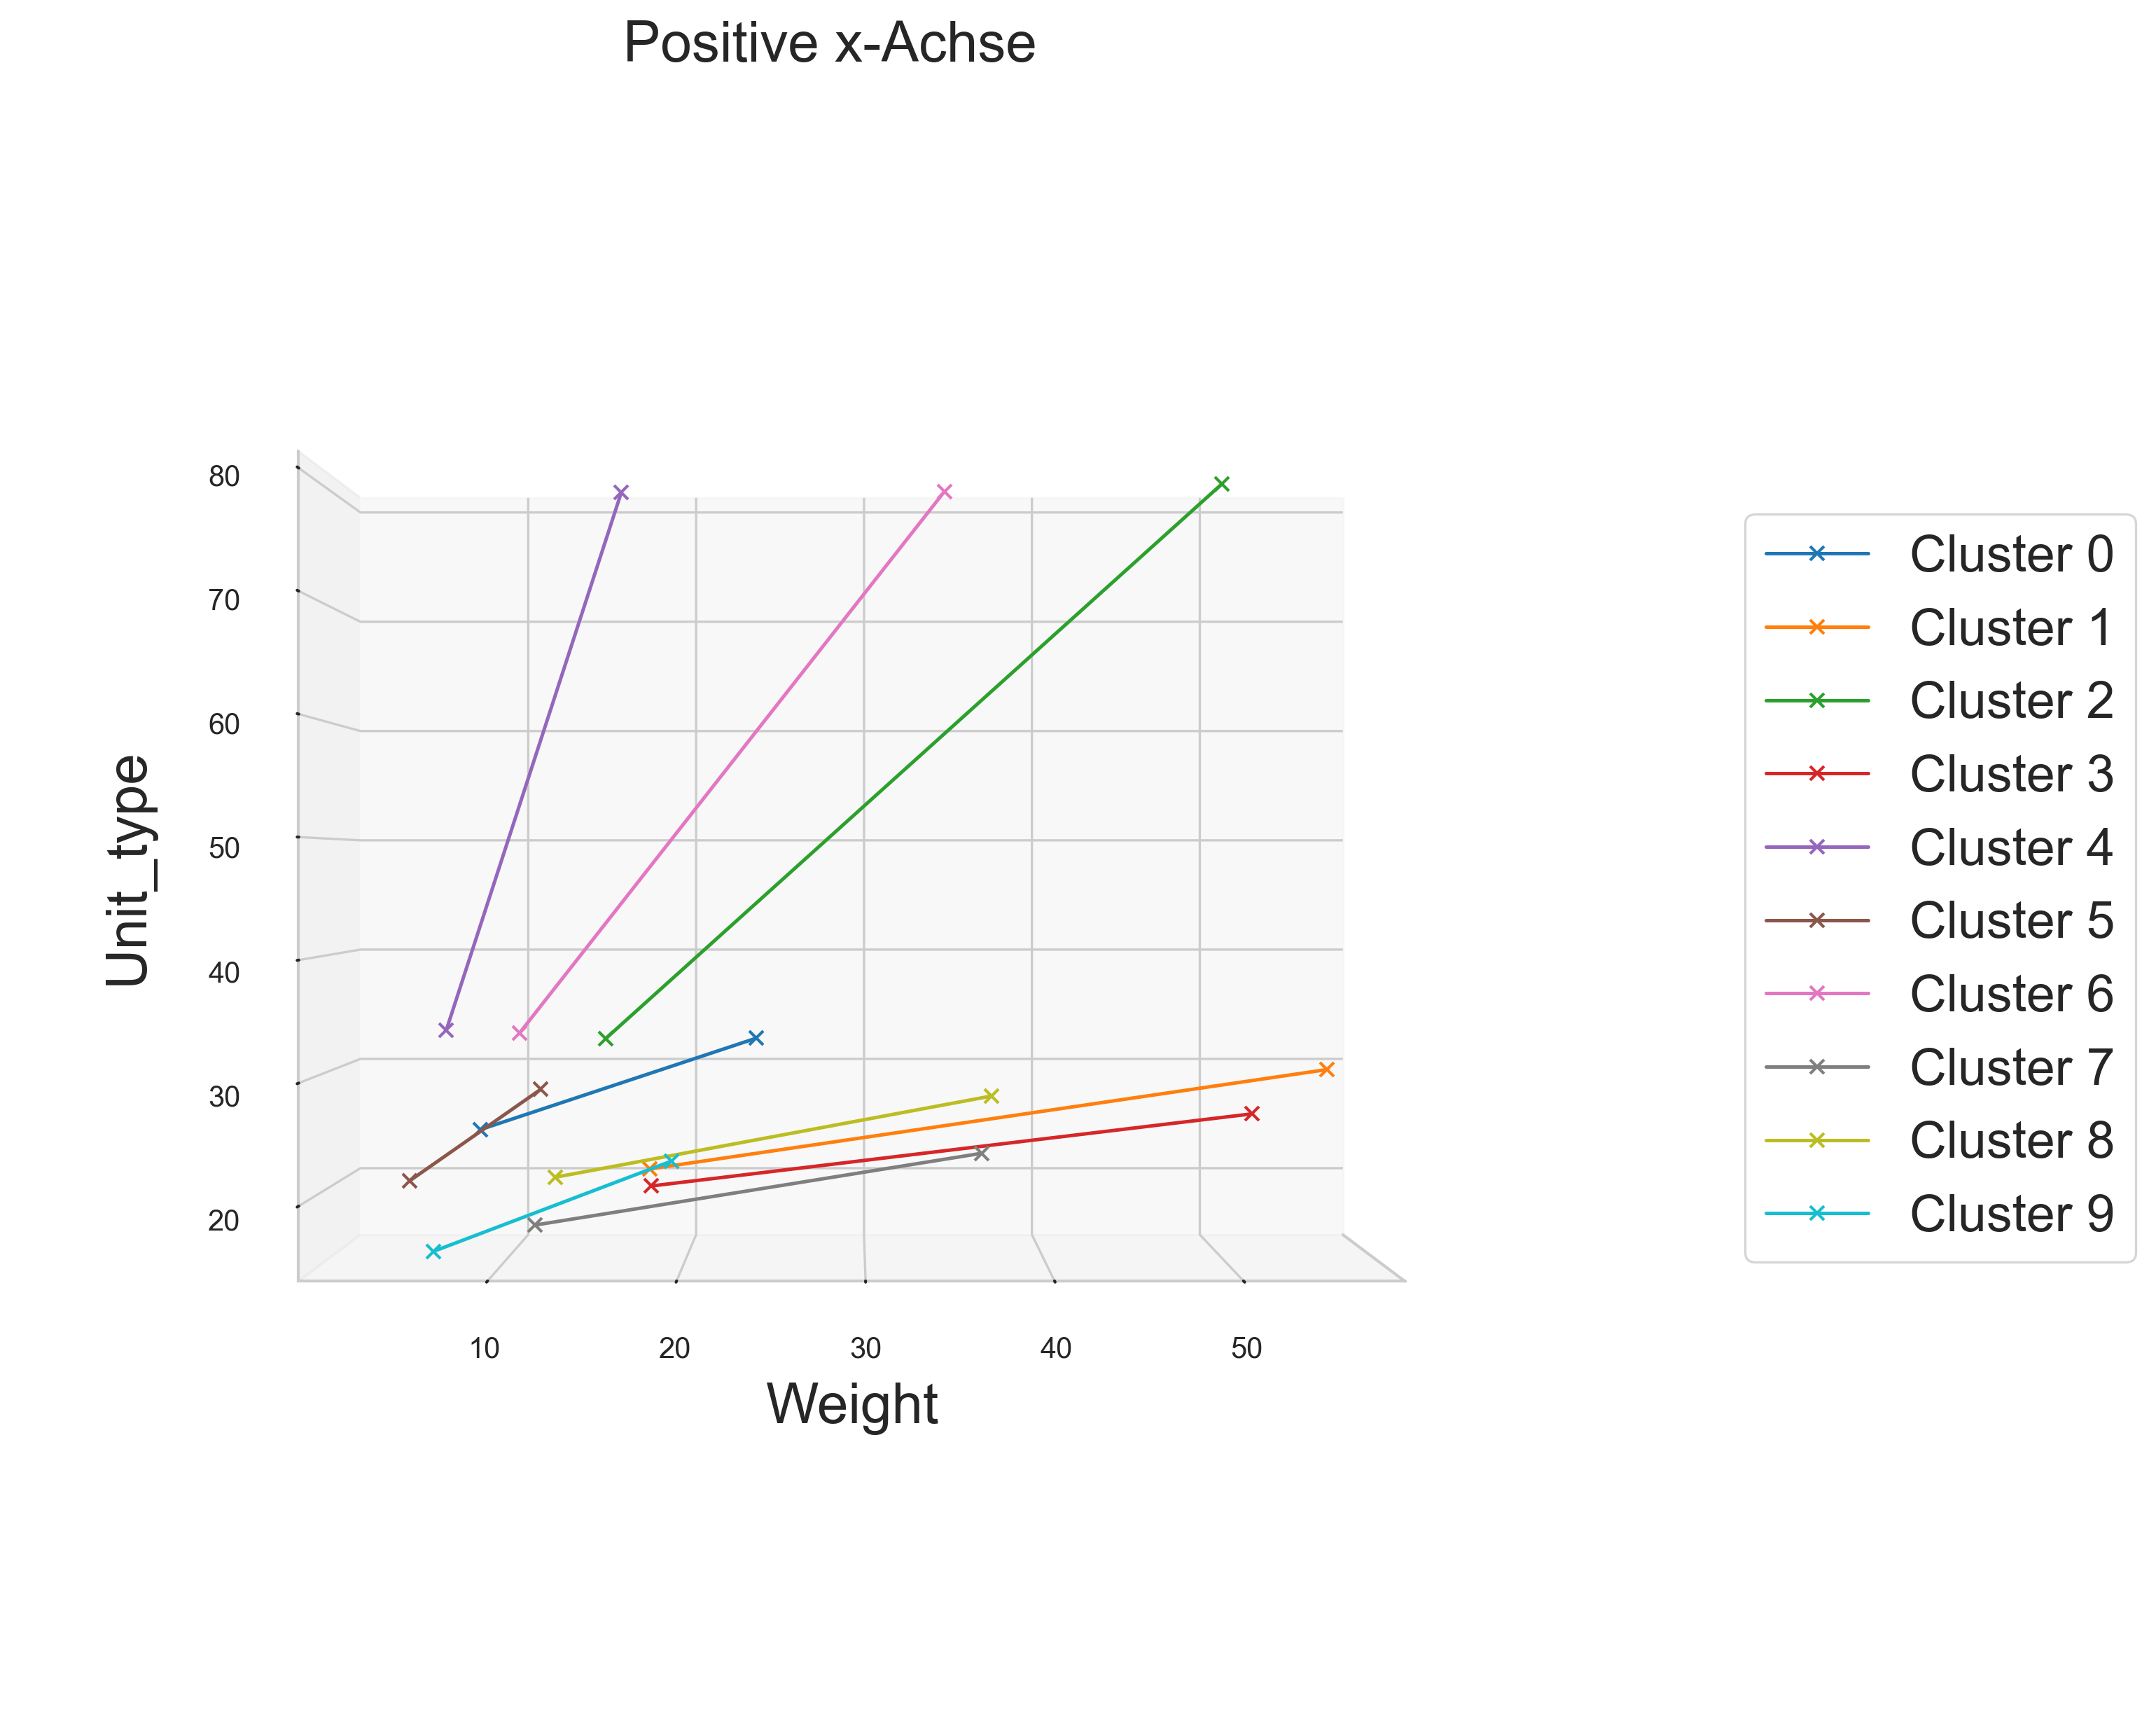 Positive x-Achse
80
70
60
50
40
30
20
Unit_type
10 20 30 40 50
Weight
Cluster 0
Cluster 1
Cluster 2
Cluster 3
Cluster 4
Cluster 5
Cluster 6
Cluster 7
Cluster 8
Cluster 9